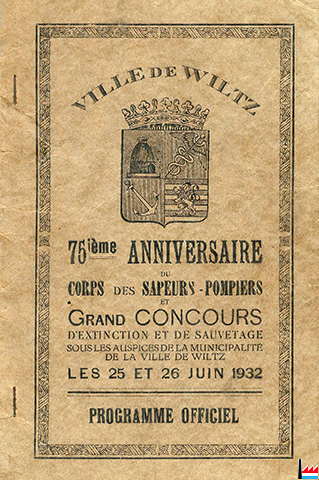 VILLE DE WILTZ
75ième ANNIVERSAIRE
DU
CORPS DES SAPEURS-POMPIERS
ET
GRAND CONCOURS
D'EXTINCTION ET DE SAUVETAGE
SOUS LES AUSPICES DE LA MUNICIPALITÉ
DE LA VILLE DE WILTZ
LES 25 ET 26 JUIN 1932
PROGRAMME OFFICIEL